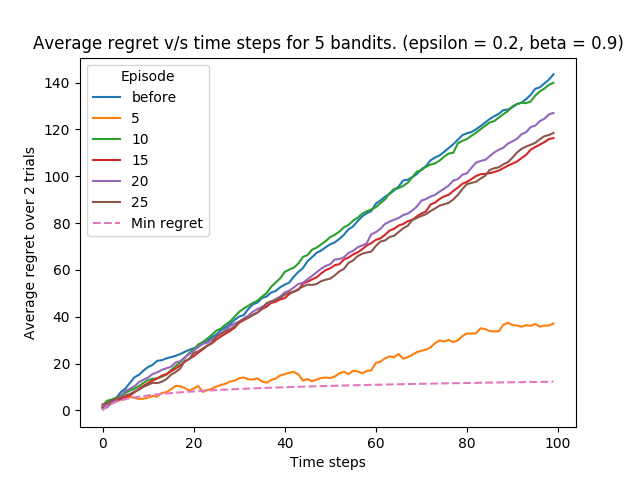 Average regret v/s time steps for 5 bandits. (epsilon = 0.2, beta = 0.9)
Episode
before
5
10
15
20
25
Min regret
Average regret over 2 trials
140
120
100
80
60
40
20
0
0 20 40 60 80 100
Time steps